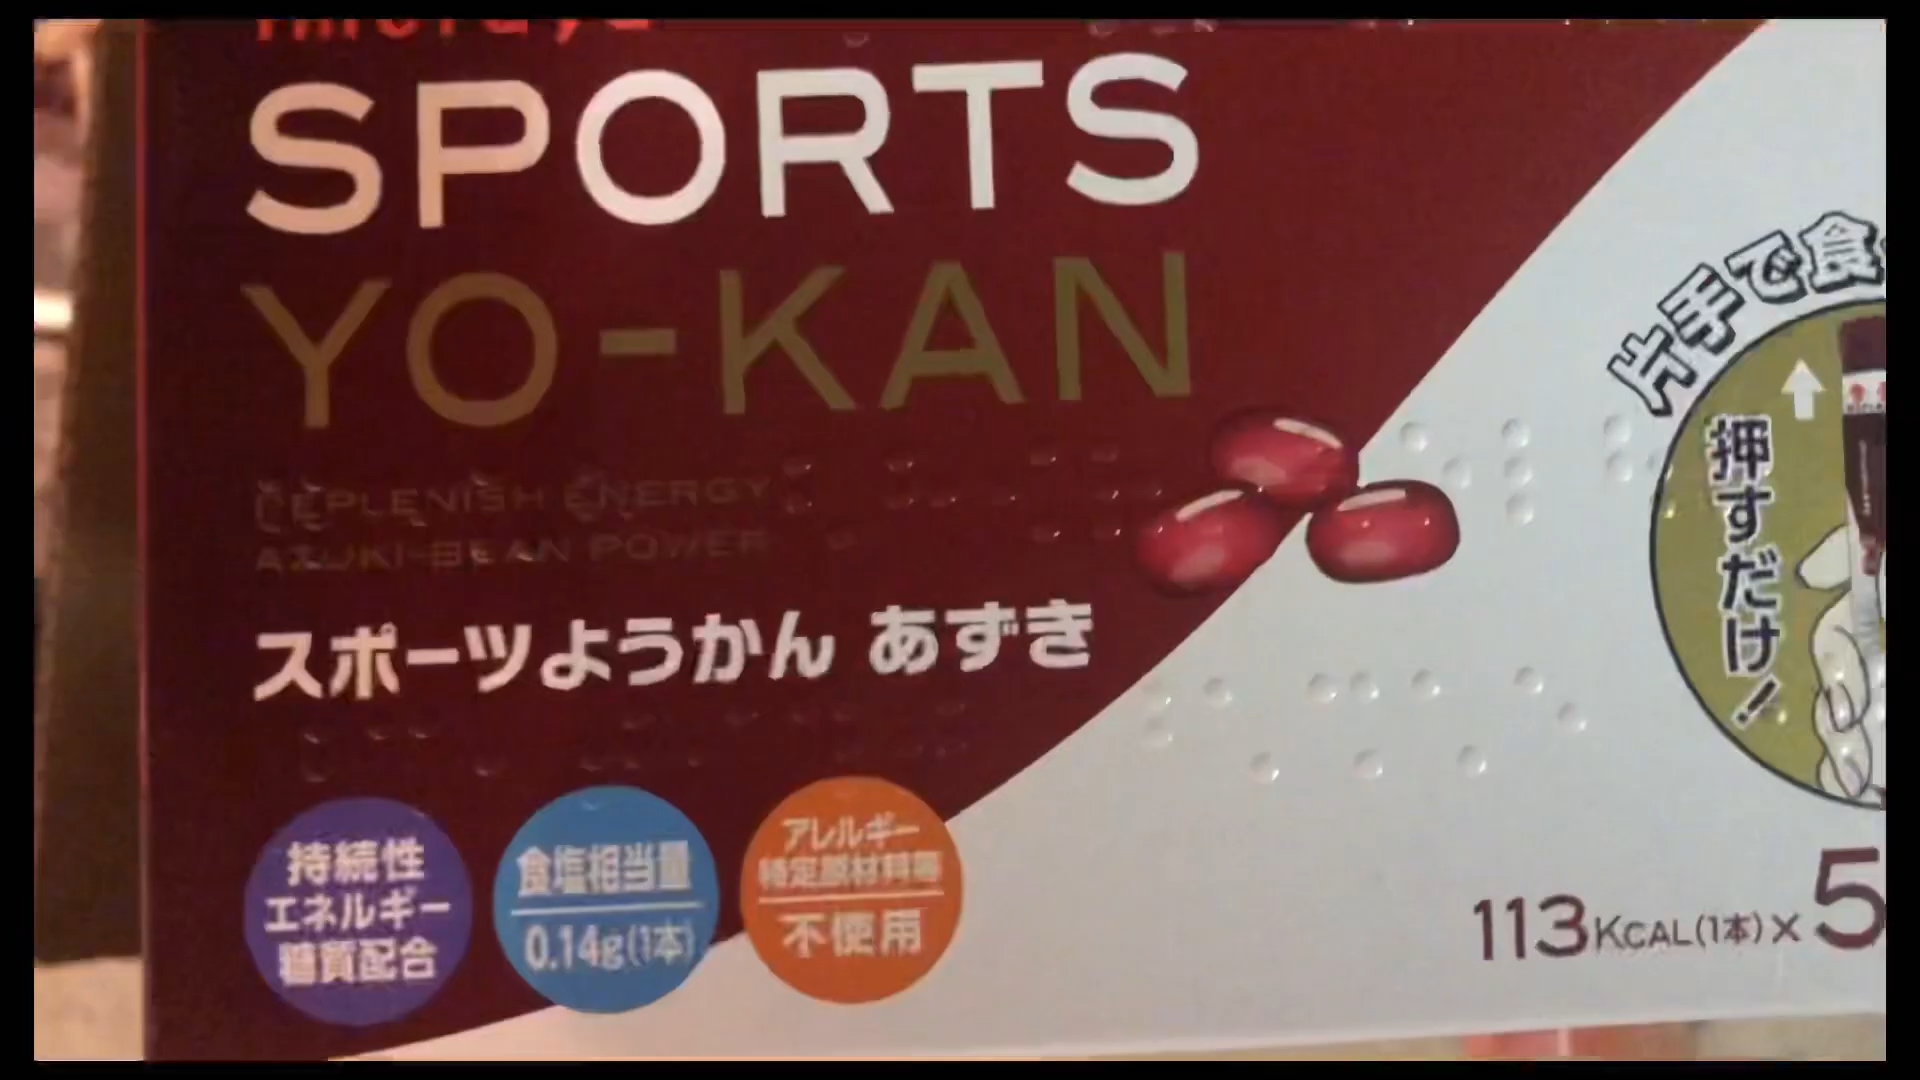 SPORTS
YO-KAN
REPLENISH ENERGY
AZUKI-BEAN POWER
スポーツようかん あずき
持続性
エネルギー
糖質配合
食塩相当量
0.14g(1本)
アレルギー
特定原材料等
不使用
片手で食
押すだけ!
113KCAL(1本)×5